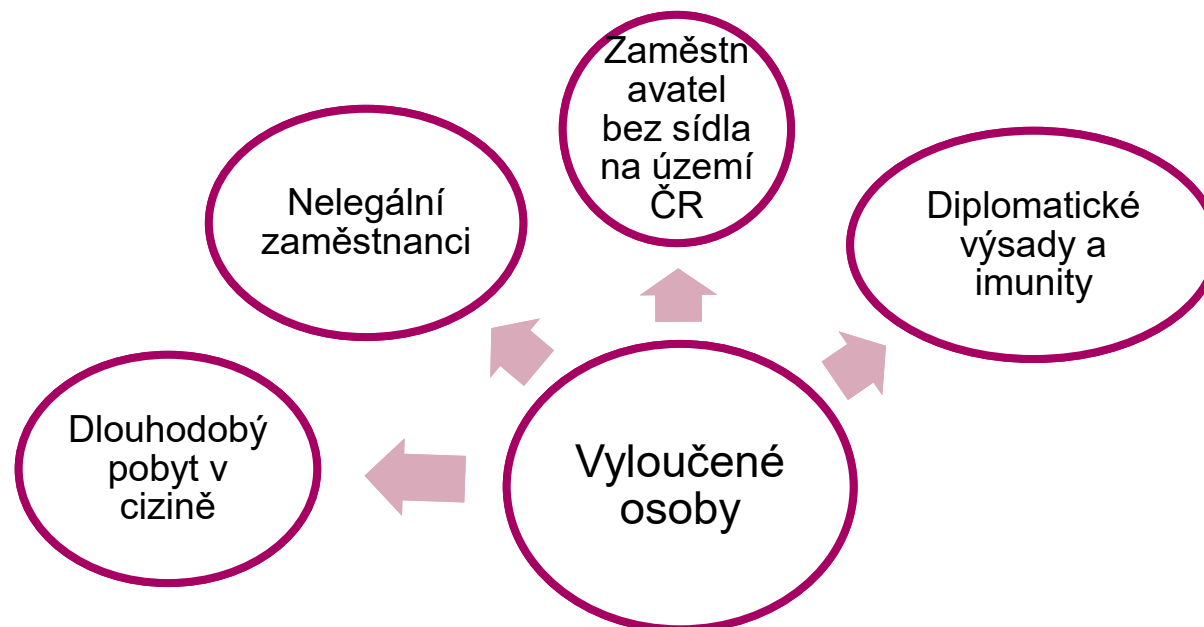 Zaměstn
avatel
bez sídla
na území
ČR
Nelegální
zaměstnanci
Diplomatické
výsady a
imunity
Dlouhodobý
pobyt v
cizině
Vyloučené
osoby